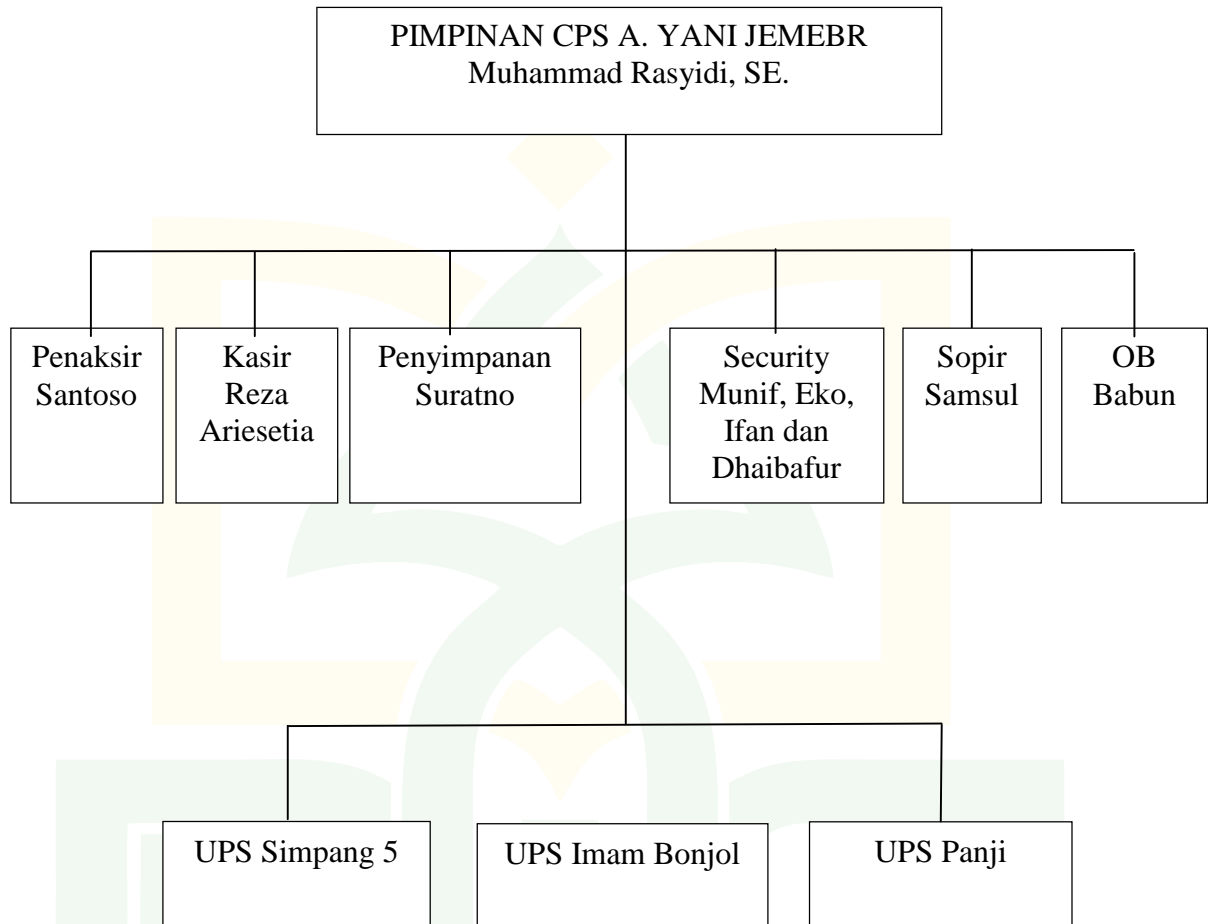 PIMPINAN CPS A. YANI JEMEBR
Muhammad Rasyidi, SE.
Penaksir
Santoso
Kasir
Reza
Ariesetia
Penyimpanan
Suratno
Security
Munif, Eko,
Ifan dan
Dhaibafur
Sopir
Samsul
OB
Babun
UPS Simpang 5
UPS Imam Bonjol
UPS Panji